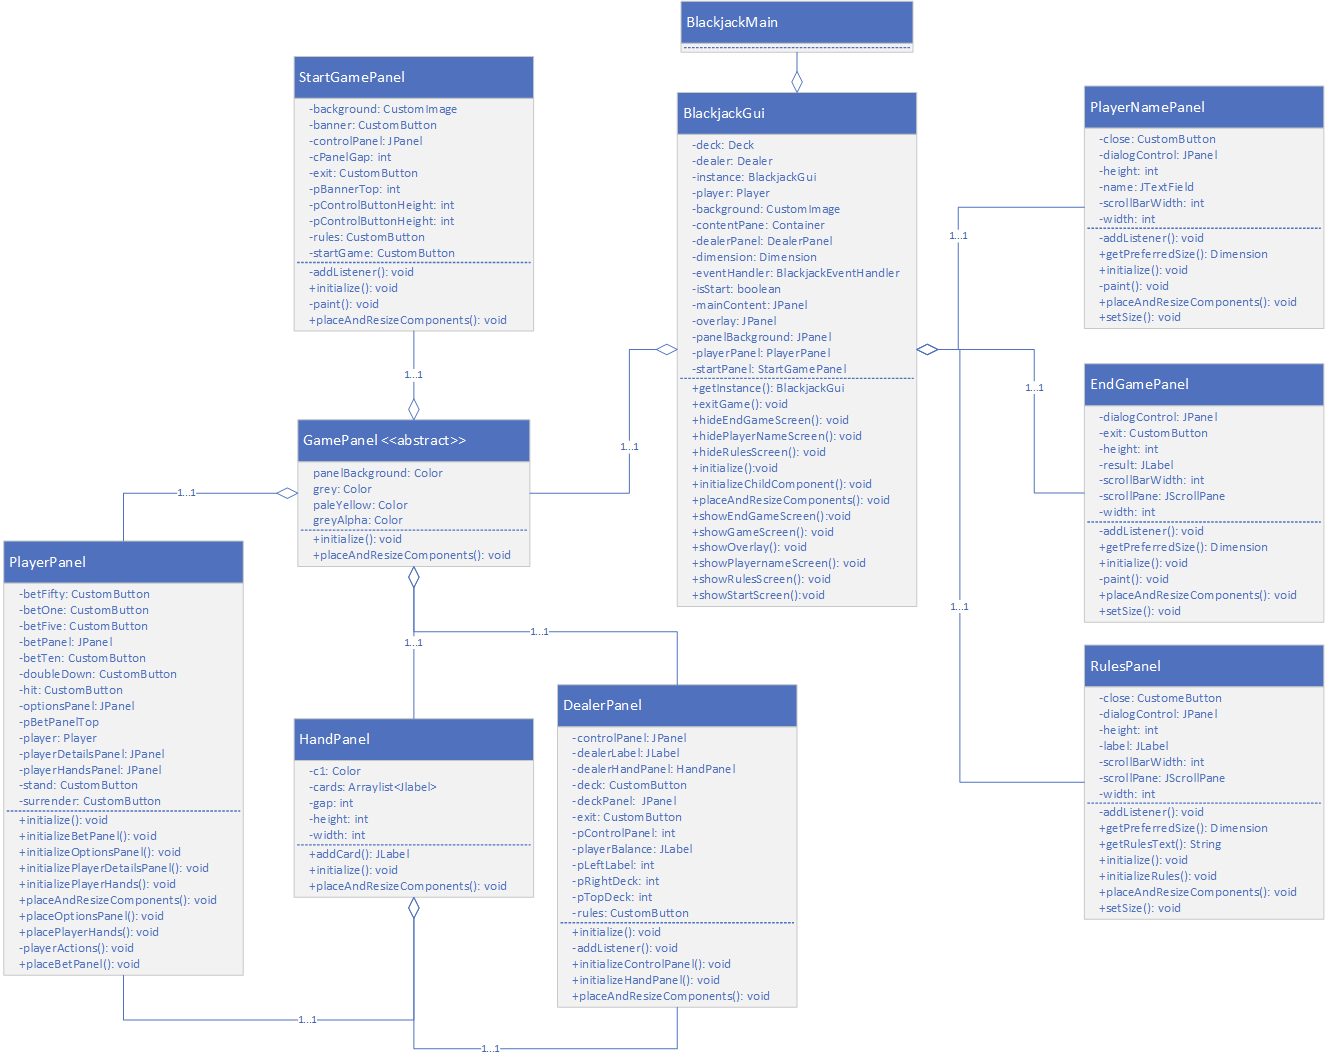 BlackjackMain
StartGamePanel
-background: CustomImage
-banner: CustomButton
-controlPanel: JPanel
-cPanelGap: int
-exit: CustomButton
-pBannerTop: int
-pControlButtonHeight: int
-pControlButtonHeight: int
-rules: CustomButton
-startGame: CustomButton
-addListener(): void
+initialize(): void
-paint(): void
+placeAndResizeComponents(): void
1...1
BlackjackGui
-deck: Deck
-dealer: Dealer
-instance: BlackjackGui
-player: Player
-background: CustomImage
-contentPane: Container
-dealerPanel: DealerPanel
-dimension: Dimension
-eventHandler: BlackjackEventHandler
-isStart: boolean
-mainContent: JPanel
-overlay: JPanel
-panelBackground: JPanel
-playerPanel: PlayerPanel
-startPanel: StartGamePanel
+getInstance(): BlackjackGui
+exitGame(): void
+hideEndGameScreen(): void
+hidePlayerNameScreen(): void
+hideRulesScreen(): void
+initialize():void
+initializeChildComponent(): void
+placeAndResizeComponents(): void
+showEndGameScreen():void
+showGameScreen(): void
+showOverlay(): void
+showPlayernameScreen(): void
+showRulesScreen(): void
+showStartScreen():void
PlayerNamePanel
-close: CustomButton
-dialogControl: JPanel
-height: int
-name: JTextField
-scrollBarWidth: int
-width: int
-addListener(): void
+getPreferredSize(): Dimension
+initialize(): void
-paint(): void
+placeAndResizeComponents(): void
+setSize(): void
1...1
1...1
1...1
1...1
EndGamePanel
-dialogControl: JPanel
-exit: CustomButton
-height: int
-result: JLabel
-scrollBarWidth: int
-scrollPane: JScrollPane
-width: int
-addListener(): void
+getPreferredSize(): Dimension
+initialize(): void
-paint(): void
+placeAndResizeComponents(): void
+setSize(): void
GamePanel <<abstract>>
panelBackground: Color
grey: Color
paleYellow: Color
greyAlpha: Color
+initialize(): void
+placeAndResizeComponents(): void
1...1
1...1
1...1
PlayerPanel
-betFifty: CustomButton
-betOne: CustomButton
-betFive: CustomButton
-betPanel: JPanel
-betTen: CustomButton
-doubleDown: CustomButton
-hit: CustomButton
-optionsPanel: JPanel
-pBetPanelTop
-player: Player
-playerDetailsPanel: JPanel
-playerHandsPanel: JPanel
-stand: CustomButton
-surrender: CustomButton
+initialize(): void
+initializeBetPanel(): void
+initializeOptionsPanel(): void
+initializePlayerDetailsPanel(): void
+initializePlayerHands(): void
+placeAndResizeComponents(): void
+placeOptionsPanel(): void
+placePlayerHands(): void
-playerActions(): void
+placeBetPanel(): void
HandPanel
-c1: Color
-cards: Arraylist<Jlabel>
-gap: int
-height: int
-width: int
+addCard(): JLabel
+initialize(): void
+placeAndResizeComponents(): void
DealerPanel
-controlPanel: JPanel
-dealerLabel: JLabel
-dealerHandPanel: HandPanel
-deck: CustomButton
-deckPanel:  JPanel
-exit: CustomButton
-pControlPanel: int
-playerBalance: JLabel
-pLeftLabel: int
-pRightDeck: int
-pTopDeck: int
-rules: CustomButton
+initialize(): void
-addListener(): void
+initializeControlPanel(): void
+initializeHandPanel(): void
+placeAndResizeComponents(): void
RulesPanel
-close: CustomeButton
-dialogControl: JPanel
-height: int
-label: JLabel
-scrollBarWidth: int
-scrollPane: JScrollPane
-width: int
-addListener(): void
+getPreferredSize(): Dimension
+getRulesText(): String
+initialize(): void
+initializeRules(): void
+placeAndResizeComponents(): void
+setSize(): void
1...1
1...1